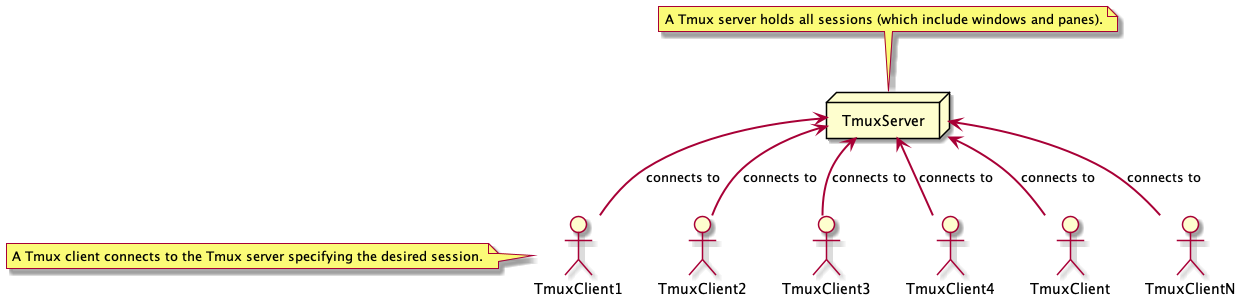 A Tmux server holds all sessions (which include windows and panes).
TmuxServer
connects to
connects to
connects to
connects to
connects to
connects to
A Tmux client connects to the Tmux server specifying the desired session.
TmuxClient1
TmuxClient2
TmuxClient3
TmuxClient4
TmuxClient
TmuxClientN